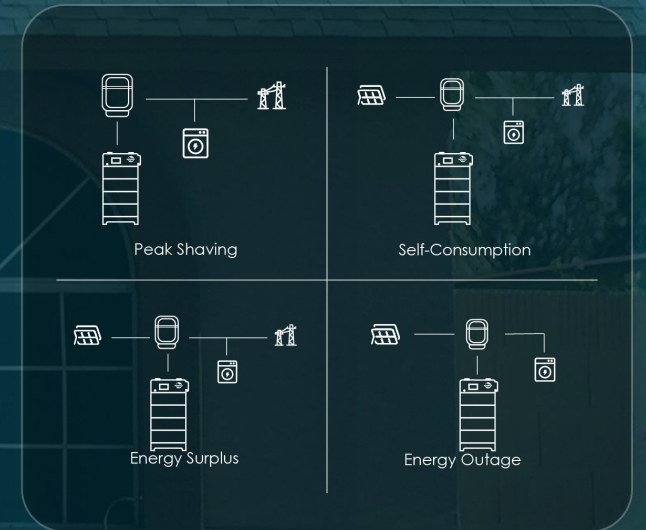 Peak Shaving
Self-Consumption
Energy Surplus
Energy Outage